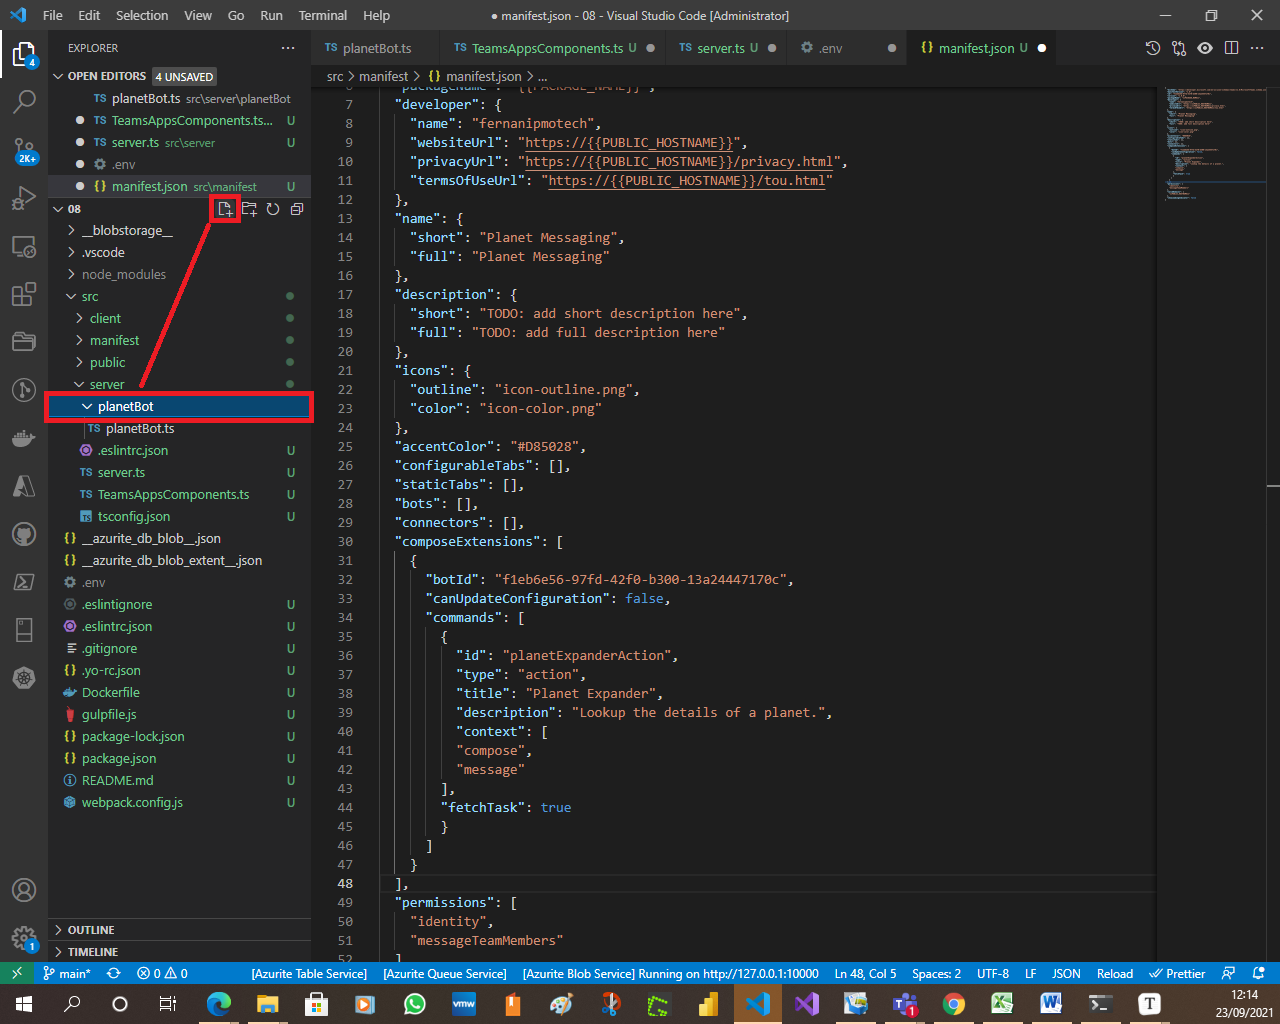 File Edit Selection View Go Run Terminal Help
● manifest.json - 08 - Visual Studio Code [Administrator]
EXPLORER
OPEN EDITORS 4 UNSAVED
TS planetBot.ts src\server\planetBot
TeamsAppsComponents.ts... U
server.ts src\server U
.env
{} manifest.json src\manifest U
08
__blobstorage__
.vscode
node_modules
src
client
manifest
public
server
planetBot
TS planetBot.ts
.eslintrc.json U
TS server.ts U
TS TeamsAppsComponents.ts U
TS tsconfig.json U
{} __azurite_db_blob__.json
{} __azurite_db_blob_extent__.json
.env
.eslintignore U
.eslintrc.json U
.gitignore U
{} .yo-rc.json U
Dockerfile U
gulpfile.js U
{} package-lock.json U
{} package.json U
README.md U
webpack.config.js U
OUTLINE
TIMELINE
4
2K+
1
TS planetBot.ts
TS TeamsAppsComponents.ts U
TS server.ts U
.env
{} manifest.json U
src > manifest > {} manifest.json > ...
6 "packageName": "{{PACKAGE_NAME}}",
7 "developer": {
8 "name": "fernanipmotech",
9 "websiteUrl": "https://{{PUBLIC_HOSTNAME}}",
10 "privacyUrl": "https://{{PUBLIC_HOSTNAME}}/privacy.html",
11 "termsOfUseUrl": "https://{{PUBLIC_HOSTNAME}}/tou.html"
12 },
13 "name": {
14 "short": "Planet Messaging",
15 "full": "Planet Messaging"
16 },
17 "description": {
18 "short": "TODO: add short description here",
19 "full": "TODO: add full description here"
20 },
21 "icons": {
22 "outline": "icon-outline.png",
23 "color": "icon-color.png"
24 },
25 "accentColor": "#D85028",
26 "configurableTabs": [],
27 "staticTabs": [],
28 "bots": [],
29 "connectors": [],
30 "composeExtensions": [
31 {
32 "botId": "f1eb6e56-97fd-42f0-b300-13a24447170c",
33 "canUpdateConfiguration": false,
34 "commands": [
35 {
36 "id": "planetExpanderAction",
37 "type": "action",
38 "title": "Planet Expander",
39 "description": "Lookup the details of a planet.",
40 "context": [
41 "compose",
42 "message"
43 ],
44 "fetchTask": true
45 }
46 ]
47 }
48 ],
49 "permissions": [
50 "identity",
51 "messageTeamMembers"
52 ]
main* 0 0 [Azurite Table Service] [Azurite Queue Service] [Azurite Blob Service] Running on http://127.0.0.1:10000 Ln 48, Col 5 Spaces: 2 UTF-8 LF JSON Reload Prettier
vmw
1
T
12:14
23/09/2021